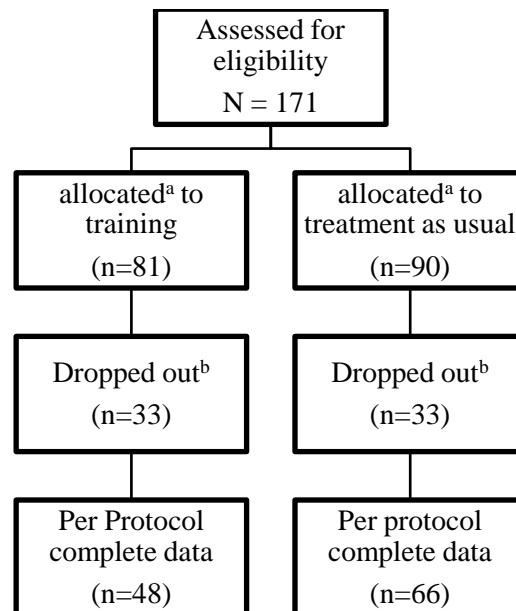 Assessed for
eligibility
N = 171
allocatedᵃ to
training
(n=81)
allocatedᵃ to
treatment as usual
(n=90)
Dropped outᵇ
(n=33)
Dropped outᵇ
(n=33)
Per Protocol
complete data
(n=48)
Per protocol
complete data
(n=66)